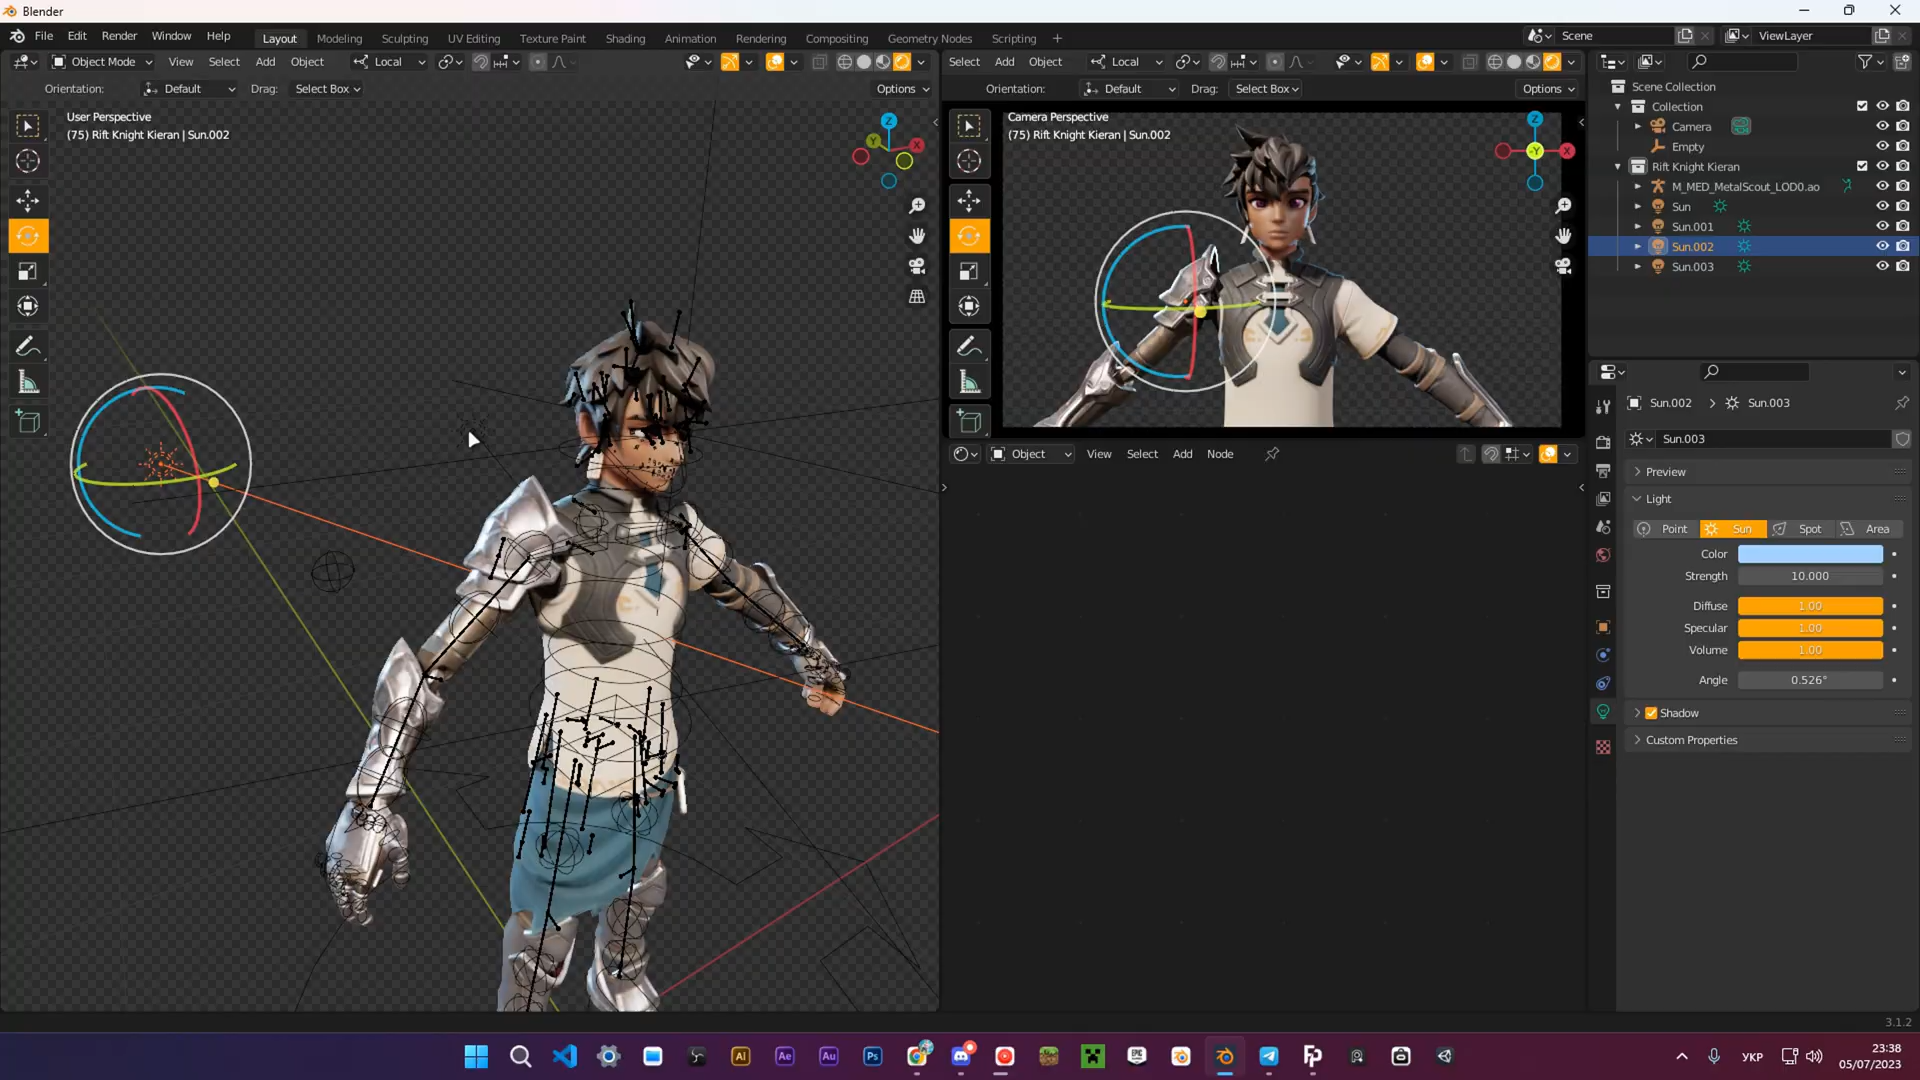 Blender
File Edit Render Window Help
Layout Modeling Sculpting UV Editing Texture Paint Shading Animation Rendering Compositing Geometry Nodes Scripting +
Scene
ViewLayer
Object Mode View Select Add Object Local
Orientation: Default Drag: Select Box Options
User Perspective
(75) Rift Knight Kieran | Sun.002
Z
Y
X
Select Add Object Local
Orientation: Default Drag: Select Box Options
Camera Perspective
(75) Rift Knight Kieran | Sun.002
Z
-Y
X
Object View Select Add Node
Scene Collection
Collection
Camera
Empty
Rift Knight Kieran
M_MED_MetalScout_LOD0.ao
Sun
Sun.001
Sun.002
Sun.003
Sun.002 > Sun.003
Sun.003
Preview
Light
Point Sun Spot Area
Color
Strength 10.000
Diffuse 1.00
Specular 1.00
Volume 1.00
Angle 0.526°
Shadow
Custom Properties
3.1.2
Ai Ae Au Ps
EPIC
УКР
23:38
05/07/2023